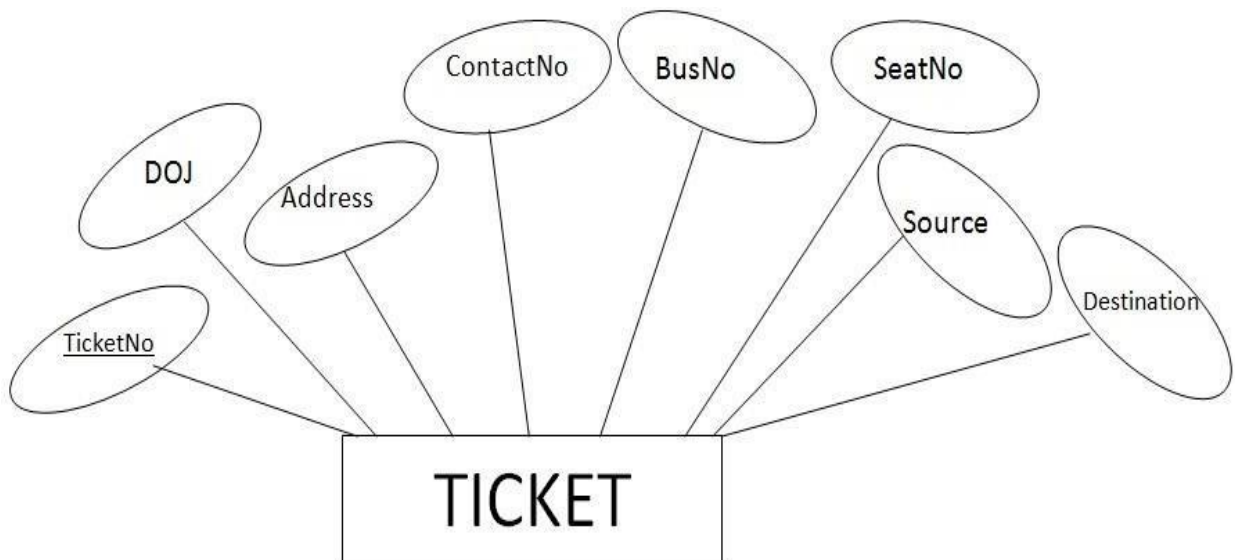 ContactNo
BusNo
SeatNo
DOJ
Address
Source
Destination
TicketNo
TICKET